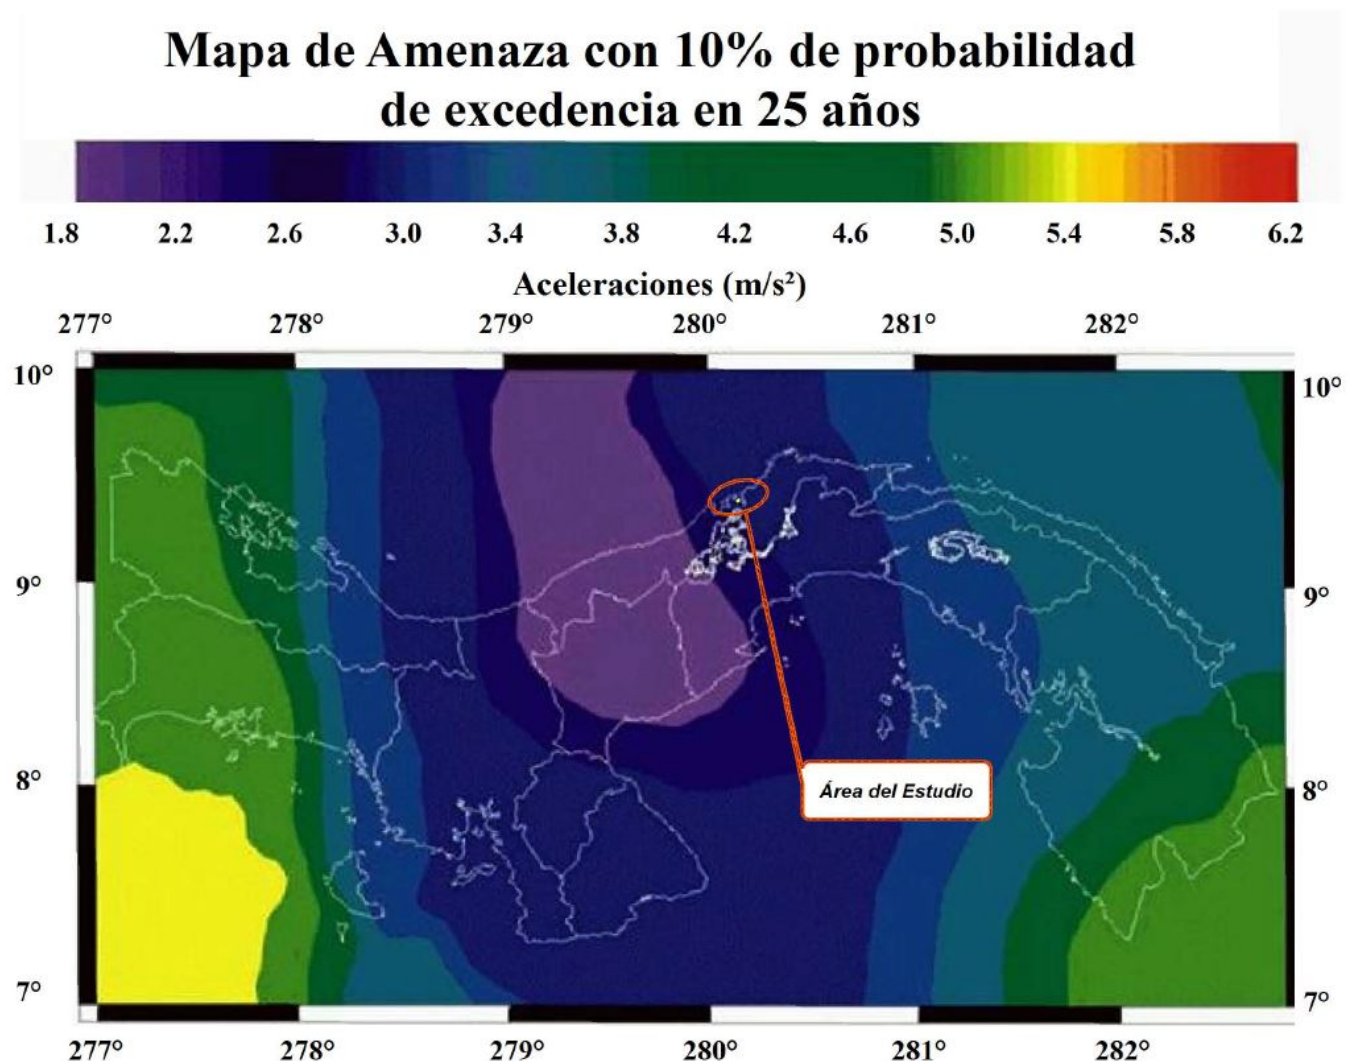 Mapa de Amenaza con 10% de probabilidad
de excedencia en 25 años
1.8 2.2 2.6 3.0 3.4 3.8 4.2 4.6 5.0 5.4 5.8 6.2
Aceleraciones (m/s²)
277° 278° 279° 280° 281° 282°
10° 10°
9° 9°
8° 8°
Área del Estudio
7° 7°
277° 278° 279° 280° 281° 282°